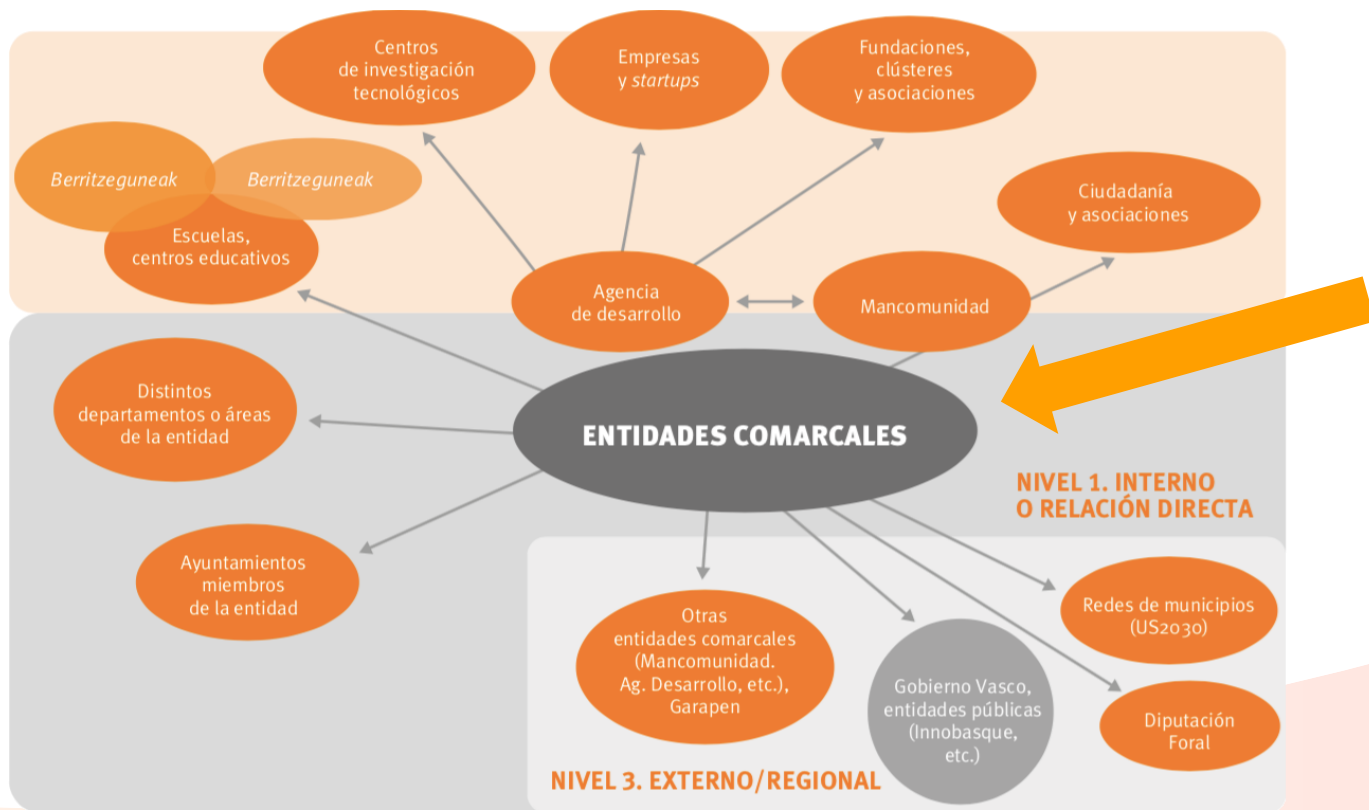 Centros
de investigación
tecnológicos
Empresas
y startups
Fundaciones,
clústeres
y asociaciones
Berritzeguneak
Berritzeguneak
Escuelas,
centros educativos
Ciudadanía
y asociaciones
Agencia
de desarrollo
Mancomunidad
Distintos
departamentos o áreas
de la entidad
ENTIDADES COMARCALES
NIVEL 1. INTERNO
O RELACIÓN DIRECTA
Ayuntamientos
miembros
de la entidad
Otras
entidades comarcales
(Mancomunidad.
Ag. Desarrollo, etc.),
Garapen
Gobierno Vasco,
entidades públicas
(Innobasque,
etc.)
Redes de municipios
(US2030)
Diputación
Foral
NIVEL 3. EXTERNO/REGIONAL